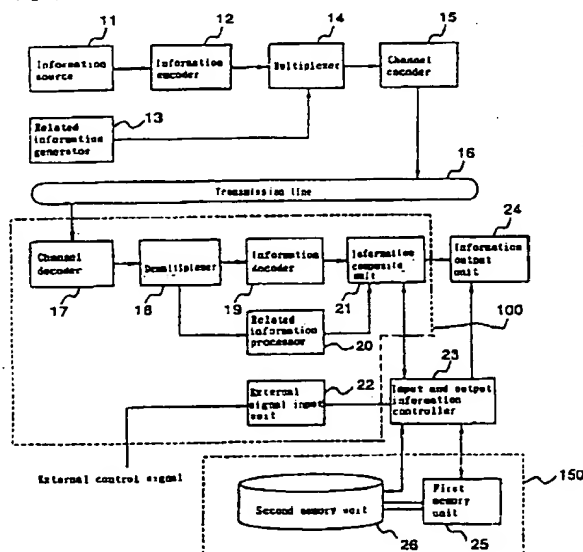 11
12
14
15
Information
source
Information
encoder
Multiplexer
Channel
encoder
13
Related
information
generator
16
Transmission line
24
Channel
decoder
Demultiplexer
Information
decoder
Information
composite
unit
Information
output
unit
17
18
19
21
100
Related
information
processor
20
23
22
External
signal input
unit
Input and output
information
controller
External control signal
150
Second memory unit
First
memory
unit
26
25